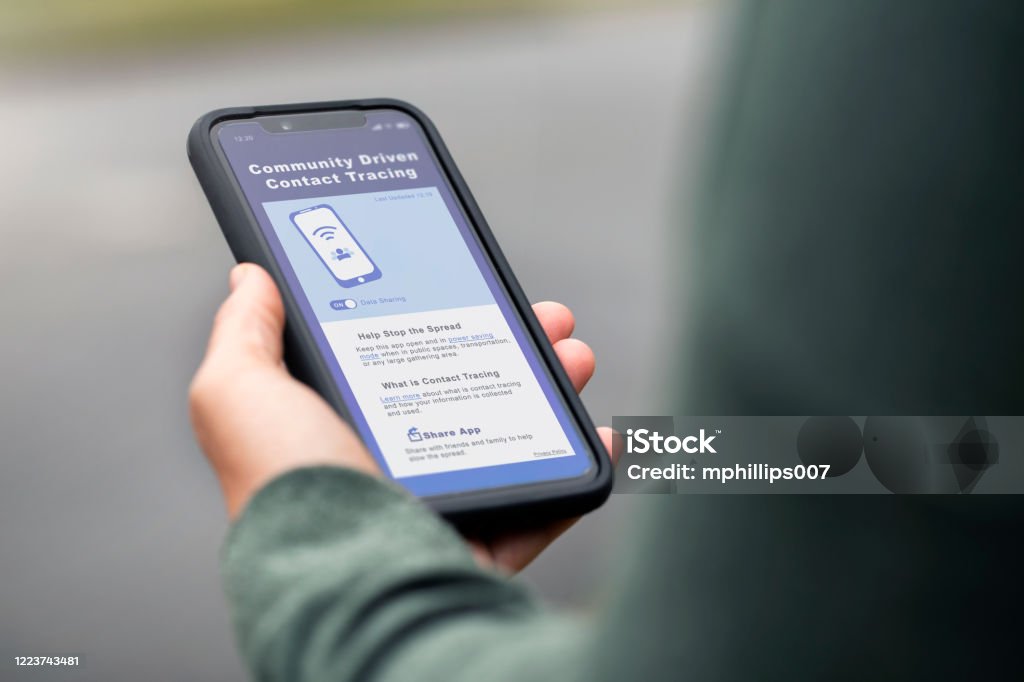 12:20
Community Driven
Contact Tracing
Last Updated 12:19
ON Data Sharing
Help Stop the Spread
Keep this app open and in power saving
mode when in public spaces, transportation,
or any large gathering area.
What is Contact Tracing
Learn more about what is contact tracing
and how your information is collected
and used.
Share App
Share with friends and family to help
slow the spread.
Privacy Policy
iStock™
Credit: mphillips007
1223743481